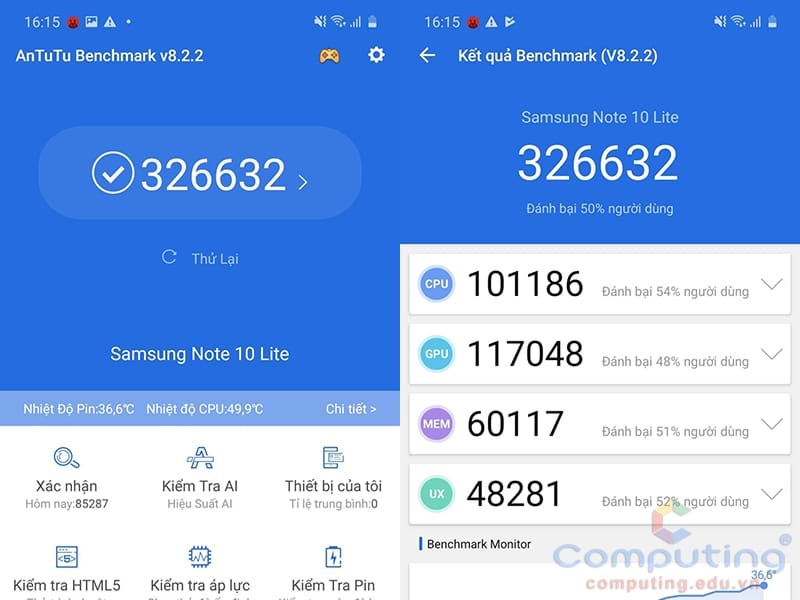 16:15
AnTuTu Benchmark v8.2.2
326632 >
Thử Lại
Samsung Note 10 Lite
Nhiệt Độ Pin:36,6℃ Nhiệt độ CPU:49,9℃ Chi tiết >
Xác nhận
Hôm nay:85287
Kiểm Tra AI
Hiệu Suất AI
Thiết bị của tôi
Tỉ lệ trung bình:0
Kiểm tra HTML5
Kiểm tra áp lực
Kiểm Tra Pin
16:15
Kết quả Benchmark (V8.2.2)
Samsung Note 10 Lite
326632
Đánh bại 50% người dùng
CPU 101186 Đánh bại 54% người dùng
GPU 117048 Đánh bại 48% người dùng
MEM 60117 Đánh bại 51% người dùng
UX 48281 Đánh bại 52% người dùng
Benchmark Monitor
36,6°
Computing®
computing.edu.vn